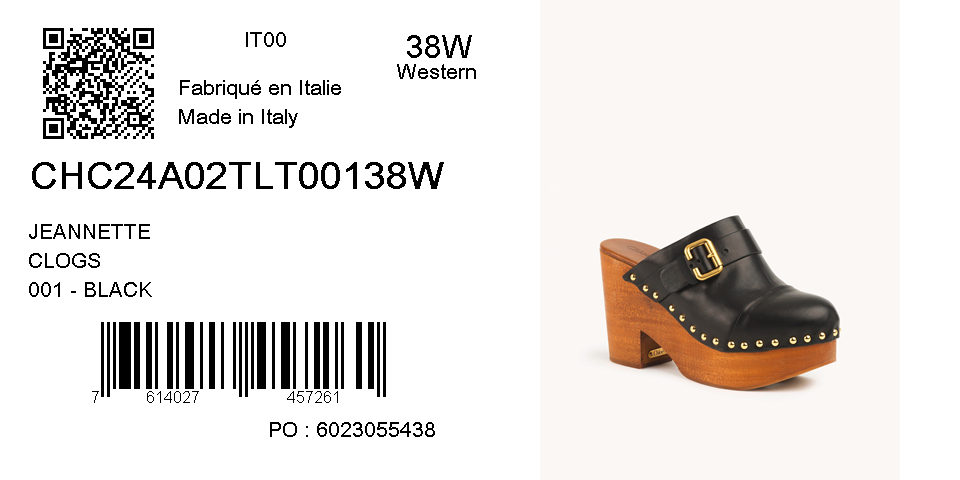 IT00
38W
Western
Fabriqué en Italie
Made in Italy
CHC24A02TLT00138W
JEANNETTE
CLOGS
001 - BLACK
7 614027 457261
PO : 6023055438